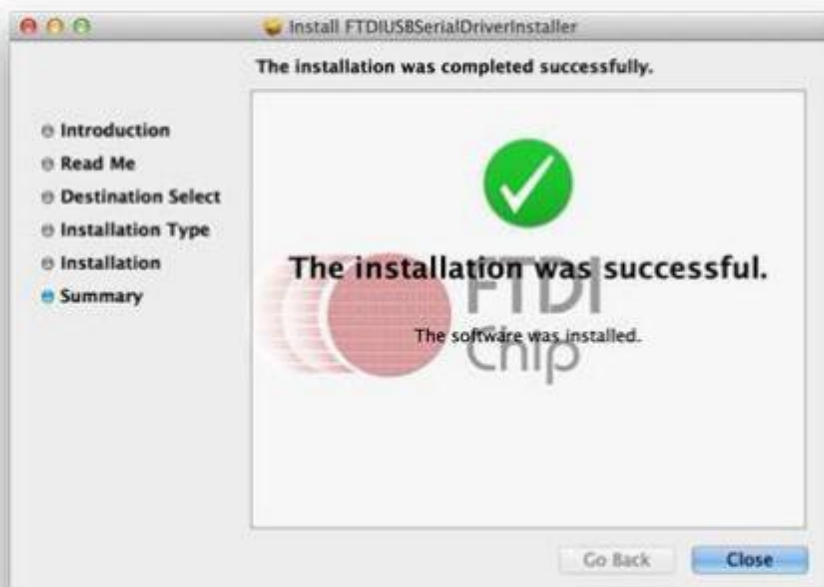 Install FTDIUSBSerialDriverInstaller
The installation was completed successfully.
Introduction
Read Me
Destination Select
Installation Type
Installation
Summary
The installation was successful.
FTDI
The software was installed.
Chip
Go Back
Close